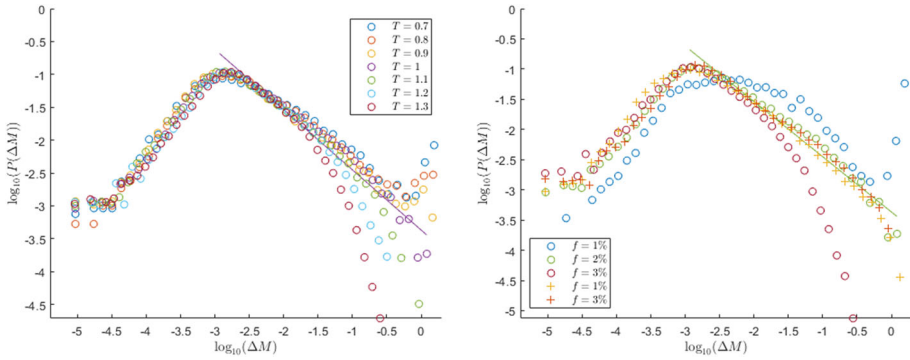 0
-0.5
-1
-1.5
-2
-2.5
-3
-3.5
-4
-4.5
log₁₀(P(ΔM))
-5 -4.5 -4 -3.5 -3 -2.5 -2 -1.5 -1 -0.5 0
log₁₀(ΔM)
T = 0.7
T = 0.8
T = 0.9
T = 1
T = 1.1
T = 1.2
T = 1.3
0
-0.5
-1
-1.5
-2
-2.5
-3
-3.5
-4
-4.5
-5
log₁₀(P(ΔM))
f = 1%
f = 2%
f = 3%
f = 1%
f = 3%
-5 -4.5 -4 -3.5 -3 -2.5 -2 -1.5 -1 -0.5 0
log₁₀(ΔM)